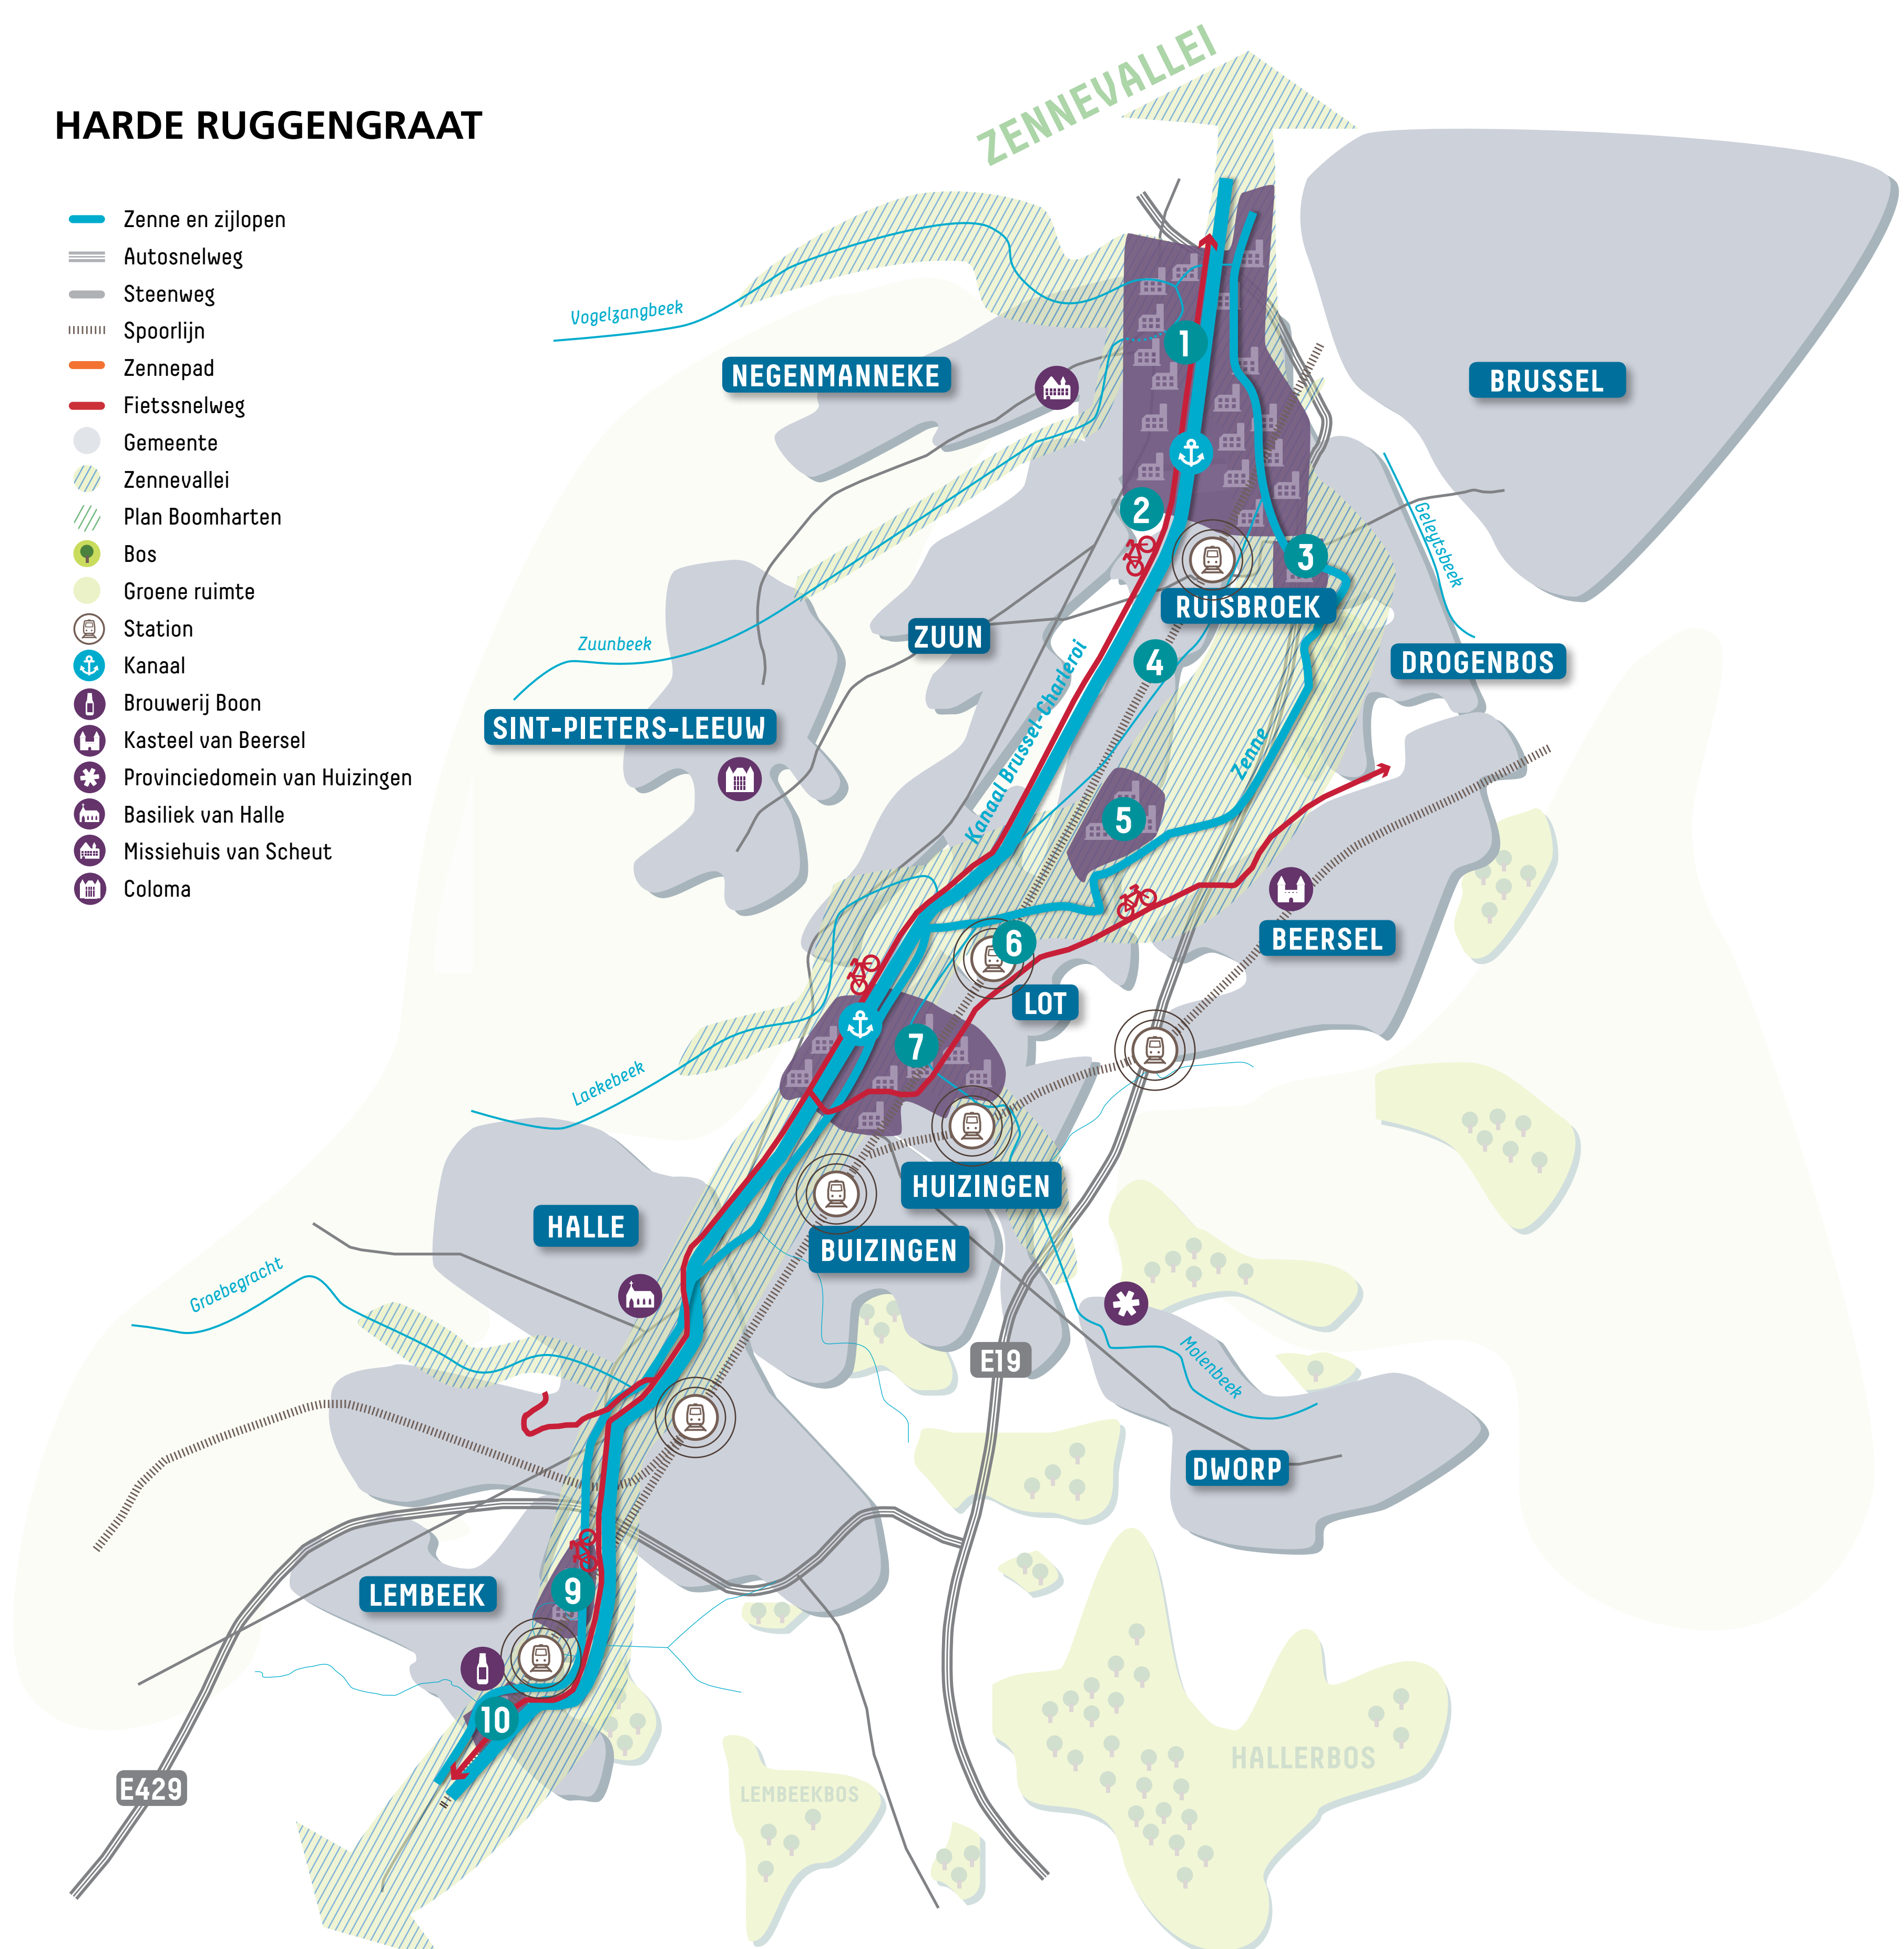 ZENNEVALLEI
HARDE RUGGENGRAAT
Zenne en zijlopen
Autosnelweg
Steenweg
Spoorlijn
Zennepad
Fietssnelweg
Gemeente
Zennevallei
Plan Boomharten
Bos
Groene ruimte
Station
Kanaal
Brouwerij Boon
Kasteel van Beersel
Provinciedomein van Huizingen
Basiliek van Halle
Missiehuis van Scheut
Coloma
Vogelzangbeek
1
NEGENMANNEKE
BRUSSEL
2
Geleytsbeek
3
RUISBROEK
ZUUN
Zuunbeek
4
DROGENBOS
SINT-PIETERS-LEEUW
Kanaal Brussel-Charleroi
Zenne
5
6
BEERSEL
LOT
7
Laekebeek
HUIZINGEN
HALLE
BUIZINGEN
Groebegracht
E19
Molenbeek
DWORP
9
LEMBEEK
10
HALLERBOS
E429
LEMBEEKBOS